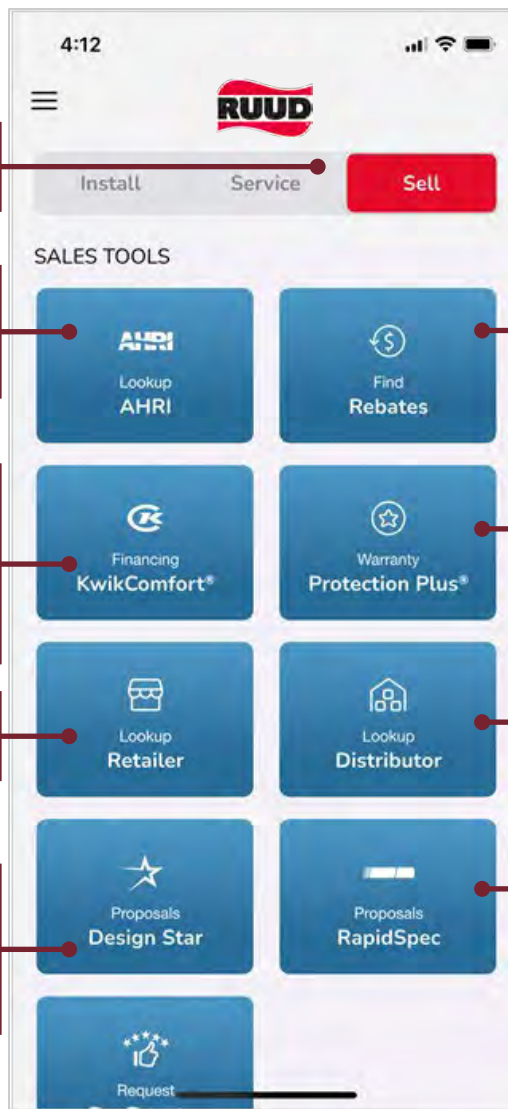 4:12
RUUD
Install Service Sell
SALES TOOLS
AHRI
Lookup
AHRI
Find
Rebates
Financing
KwikComfort®
Warranty
Protection Plus®
Lookup
Retailer
Lookup
Distributor
Proposals
Design Star
Proposals
RapidSpec
Request